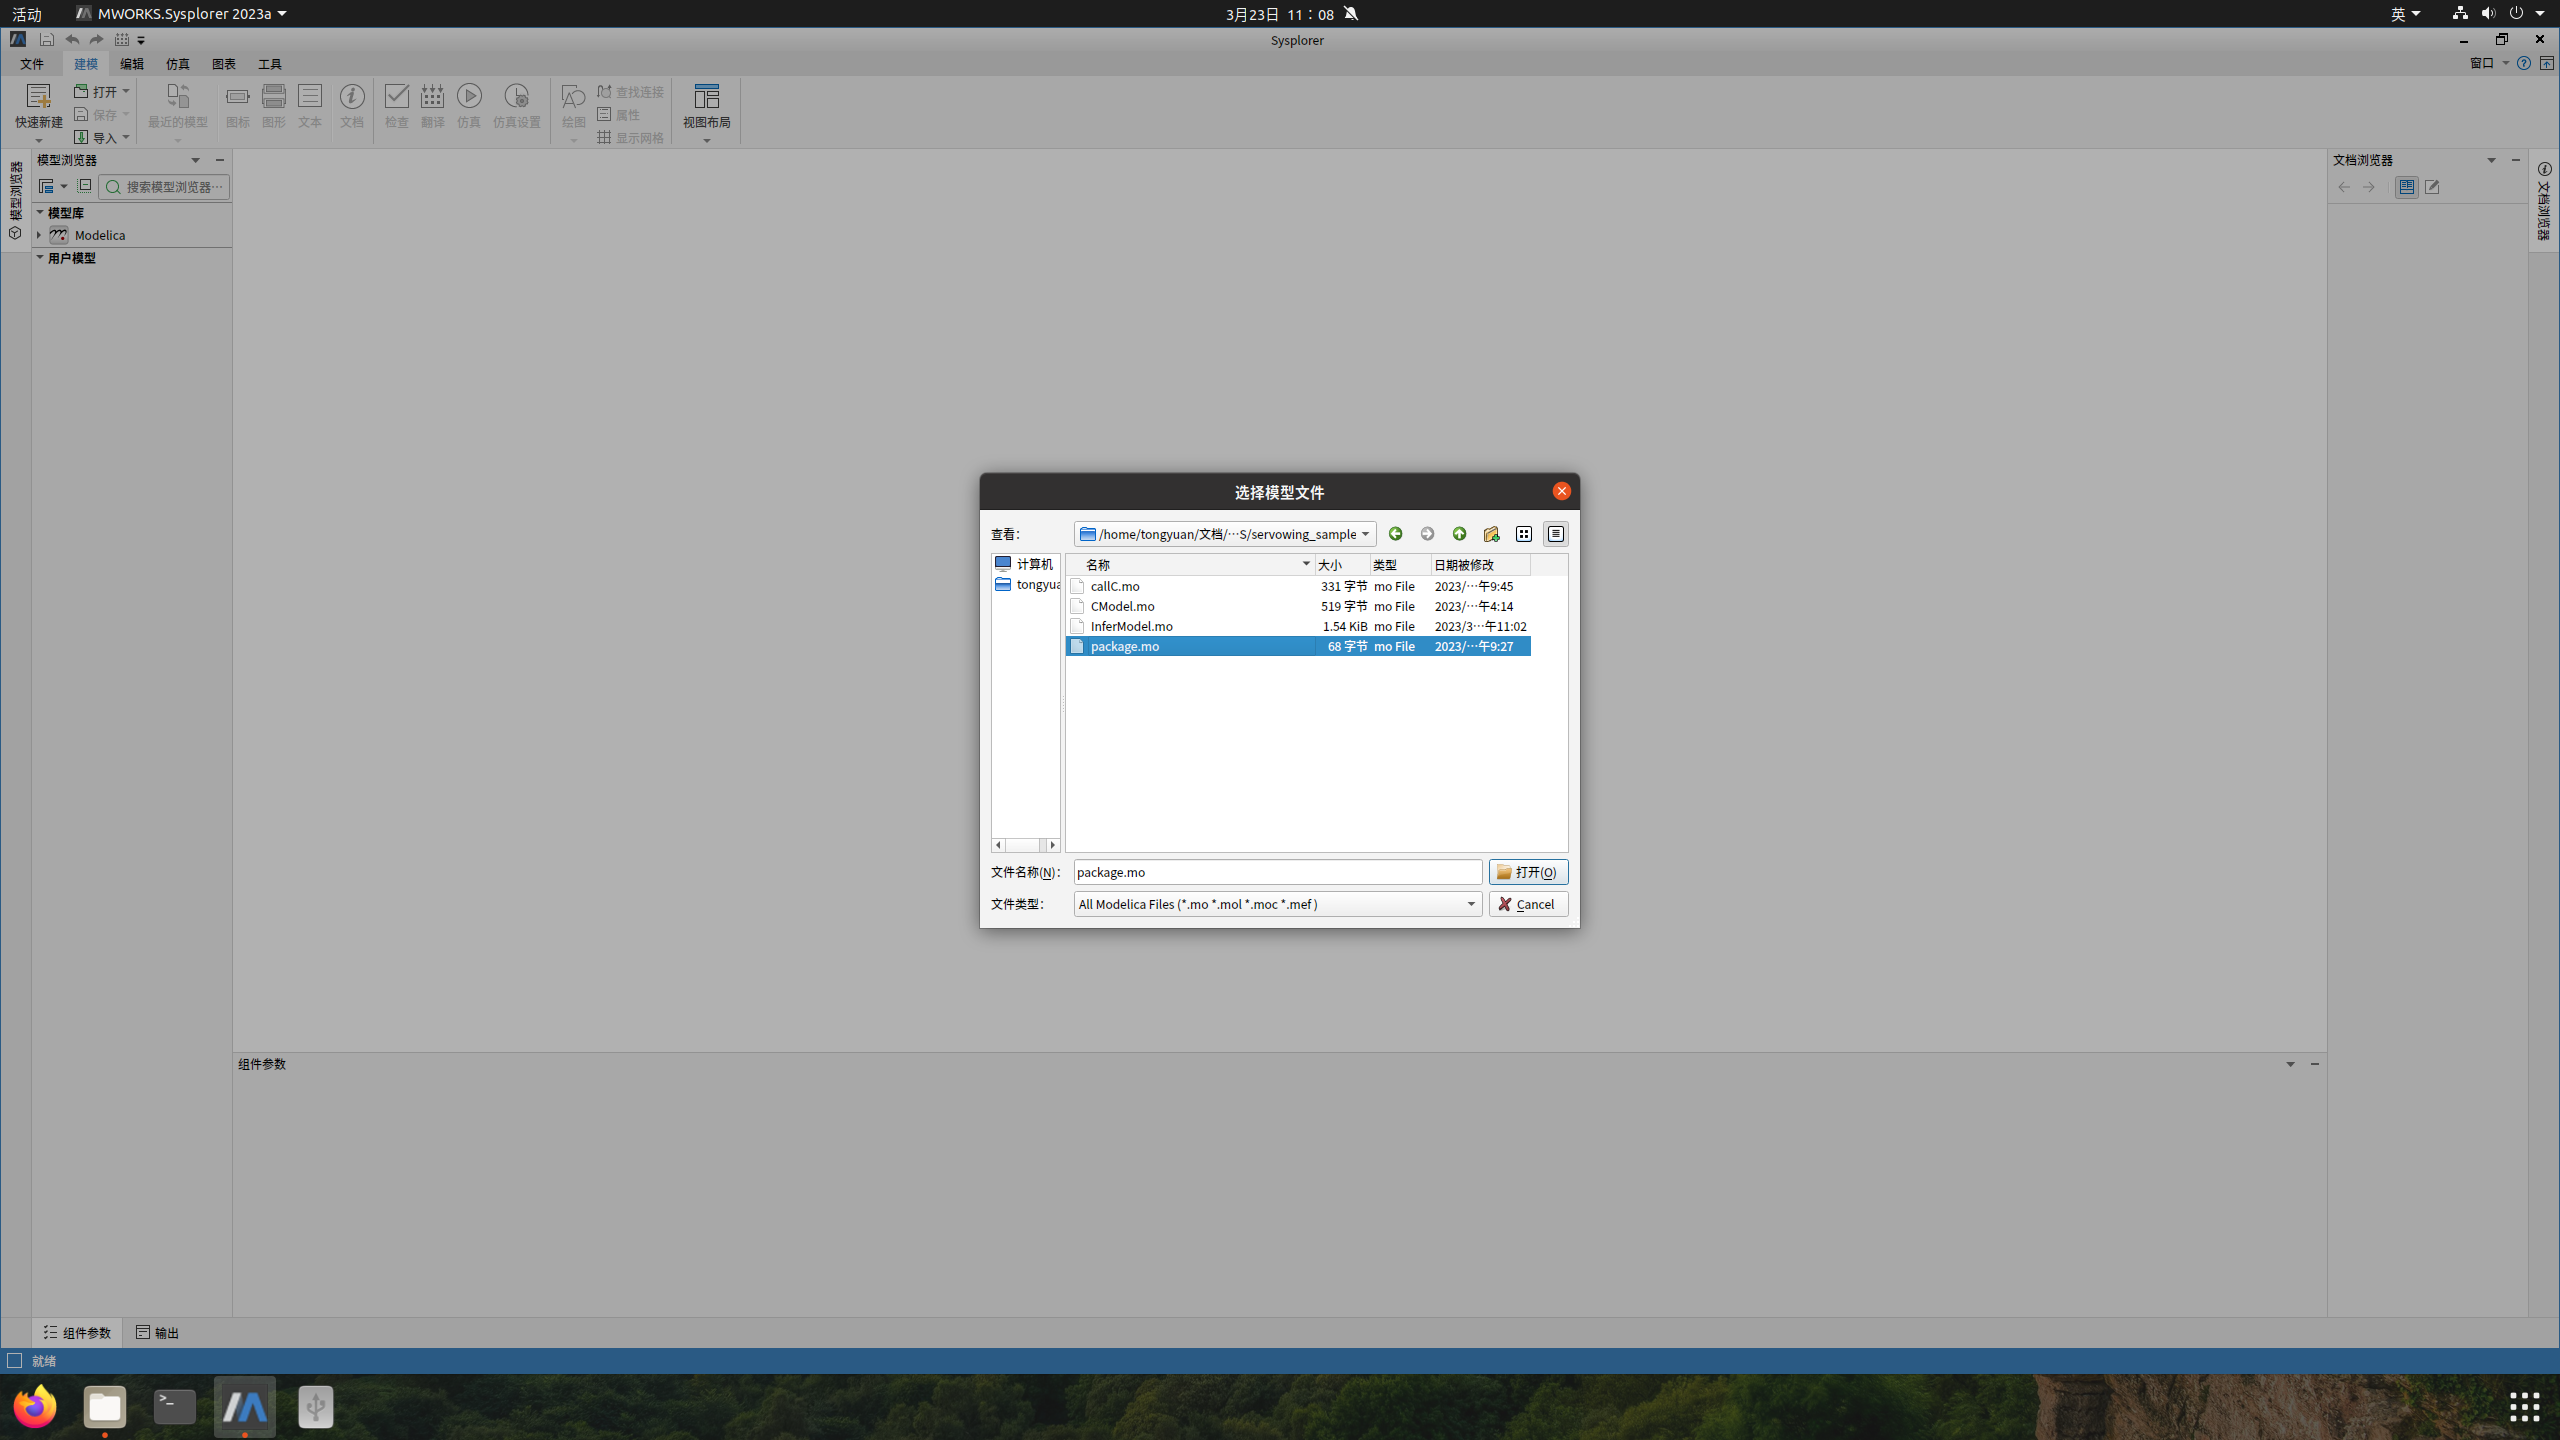 活动
MWORKS.Sysplorer 2023a
3月23日 11：08
英
Sysplorer
文件 建模 编辑 仿真 图表 工具
窗口
快速新建
打开
保存
导入
最近的模型
图标
图形
文本
文档
检查
翻译
仿真
仿真设置
绘图
查找连接
属性
显示网格
视图布局
模型浏览器
模型浏览器
搜索模型浏览器…
模型库
Modelica
用户模型
文档浏览器
文档浏览器
选择模型文件
查看：
/home/tongyuan/文档/…S/servowing_sample
计算机
tongyua
名称 大小 类型 日期被修改
callC.mo 331 字节 mo File 2023/…午9:45
CModel.mo 519 字节 mo File 2023/…午4:14
InferModel.mo 1.54 KiB mo File 2023/3…午11:02
package.mo 68 字节 mo File 2023/…午9:27
文件名称(N)： package.mo 打开(O)
文件类型： All Modelica Files (*.mo *.mol *.moc *.mef ) Cancel
组件参数
组件参数 输出
就绪